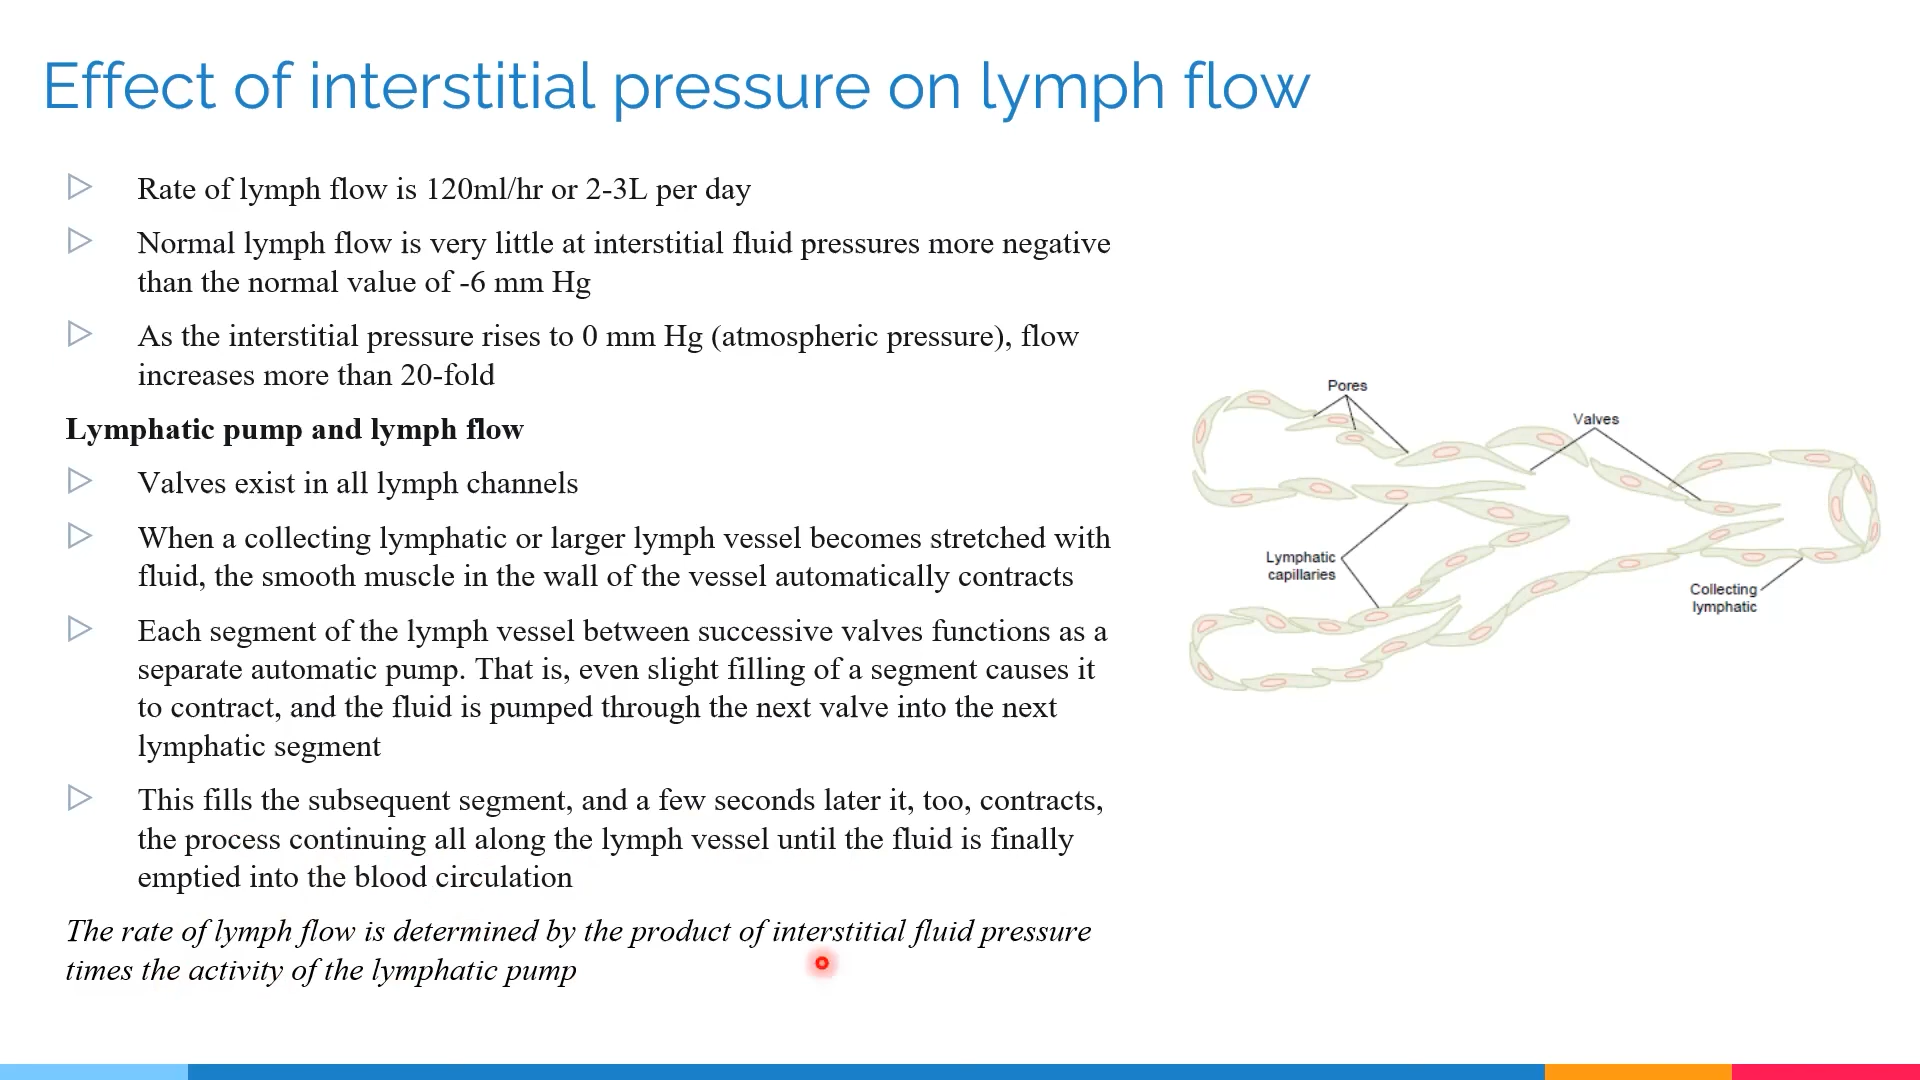 Effect of interstitial pressure on lymph flow
Rate of lymph flow is 120ml/hr or 2-3L per day
Normal lymph flow is very little at interstitial fluid pressures more negative
than the normal value of -6 mm Hg
As the interstitial pressure rises to 0 mm Hg (atmospheric pressure), flow
increases more than 20-fold
Lymphatic pump and lymph flow
Valves exist in all lymph channels
When a collecting lymphatic or larger lymph vessel becomes stretched with
fluid, the smooth muscle in the wall of the vessel automatically contracts
Each segment of the lymph vessel between successive valves functions as a
separate automatic pump. That is, even slight filling of a segment causes it
to contract, and the fluid is pumped through the next valve into the next
lymphatic segment
This fills the subsequent segment, and a few seconds later it, too, contracts,
the process continuing all along the lymph vessel until the fluid is finally
emptied into the blood circulation
The rate of lymph flow is determined by the product of interstitial fluid pressure
times the activity of the lymphatic pump
Pores
Valves
Lymphatic
capillaries
Collecting
lymphatic